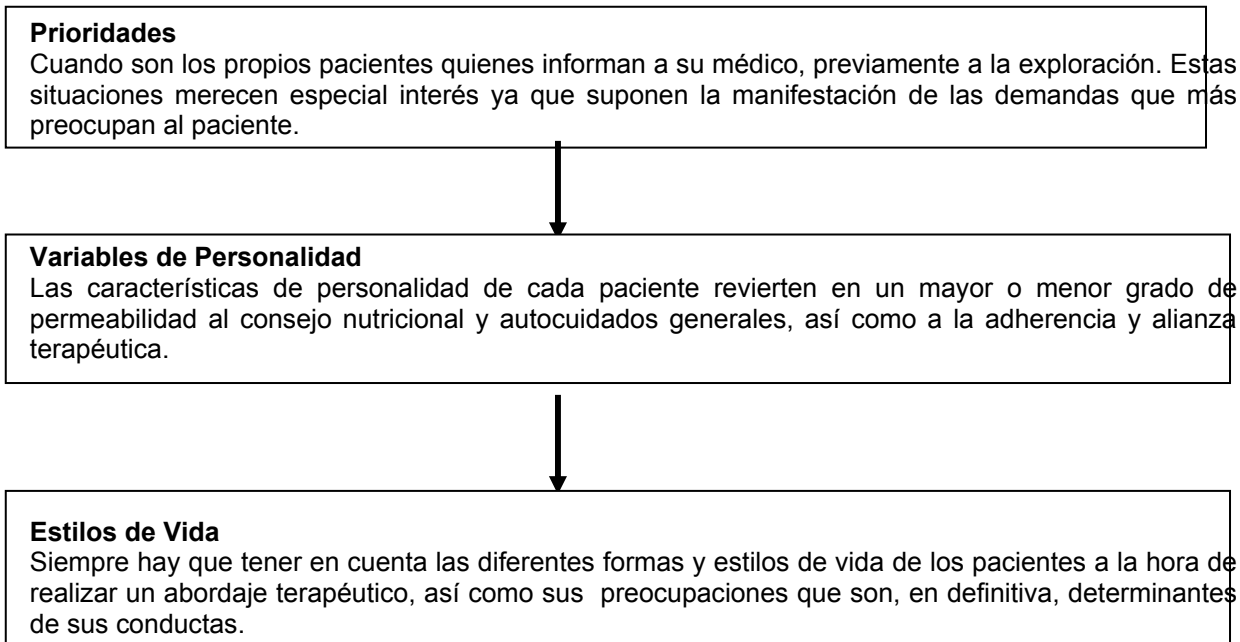 Prioridades
Cuando son los propios pacientes quienes informan a su médico, previamente a la exploración. Estas
situaciones merecen especial interés ya que suponen la manifestación de las demandas que más
preocupan al paciente.
Variables de Personalidad
Las características de personalidad de cada paciente revierten en un mayor o menor grado de
permeabilidad al consejo nutricional y autocuidados generales, así como a la adherencia y alianza
terapéutica.
Estilos de Vida
Siempre hay que tener en cuenta las diferentes formas y estilos de vida de los pacientes a la hora de
realizar un abordaje terapéutico, así como sus preocupaciones que son, en definitiva, determinantes
de sus conductas.